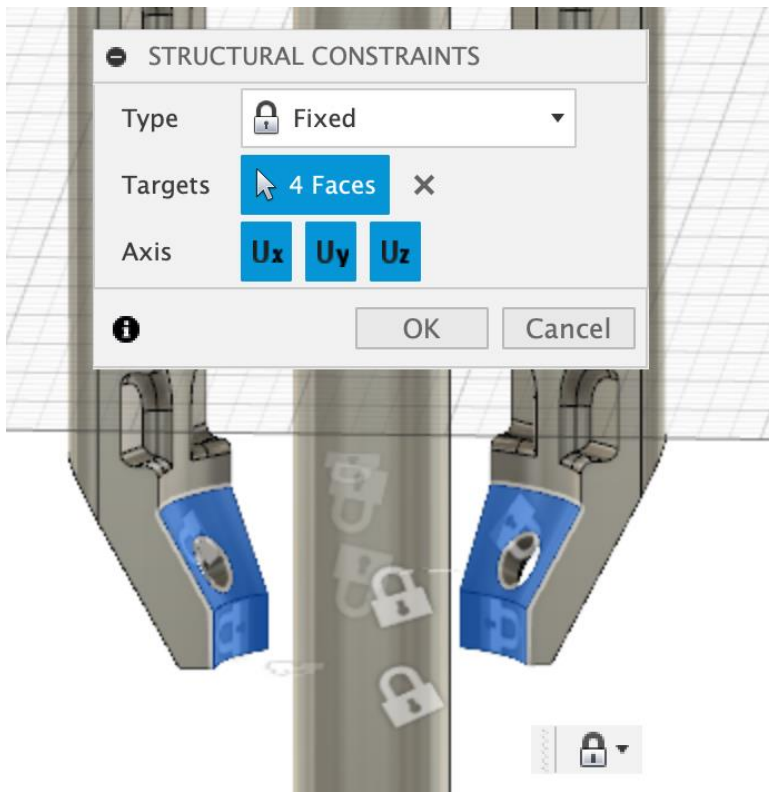 STRUCTURAL CONSTRAINTS
Type Fixed
Targets 4 Faces
Axis Ux Uy Uz
OK Cancel